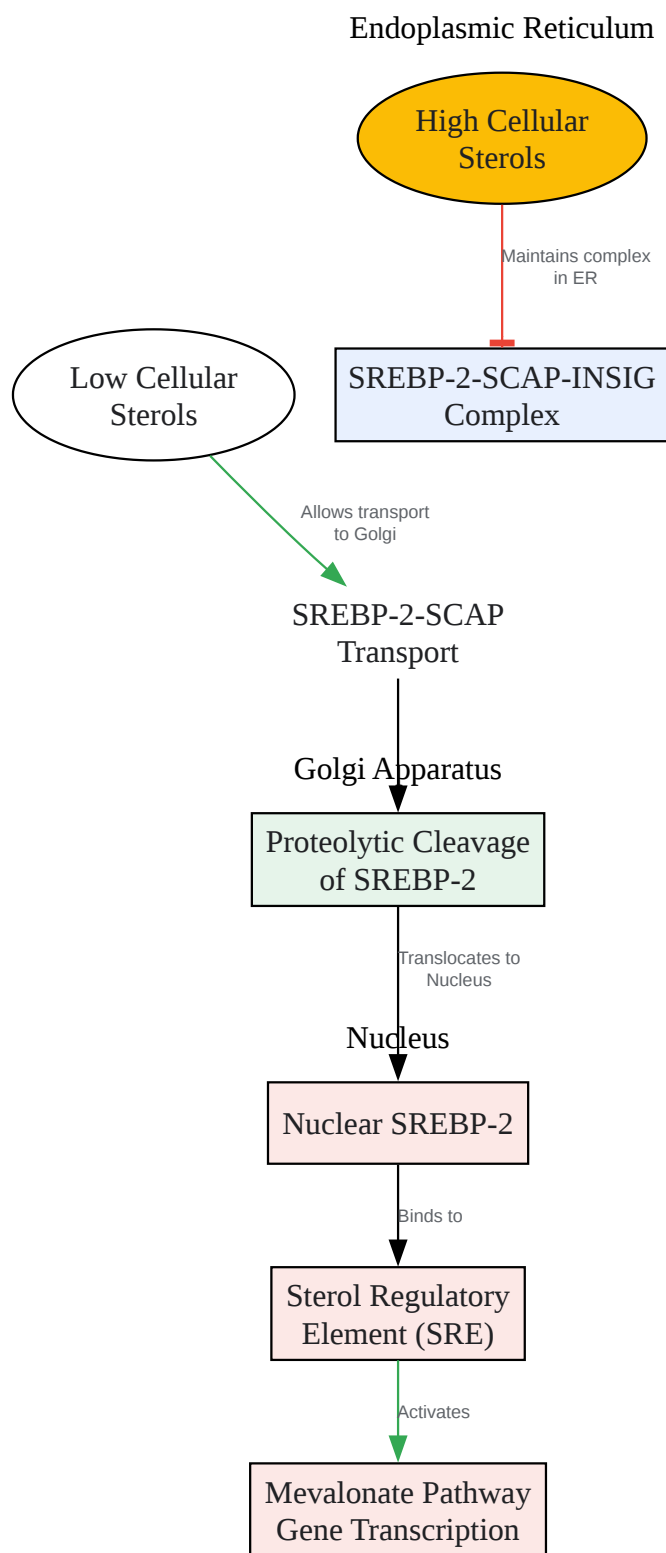 Endoplasmic Reticulum
High Cellular
Sterols
Maintains complex
in ER
Low Cellular
Sterols
SREBP-2-SCAP-INSIG
Complex
Allows transport
to Golgi
SREBP-2-SCAP
Transport
Golgi Apparatus
Proteolytic Cleavage
of SREBP-2
Translocates to
Nucleus
Nucleus
Nuclear SREBP-2
Binds to
Sterol Regulatory
Element (SRE)
Activates
Mevalonate Pathway
Gene Transcription